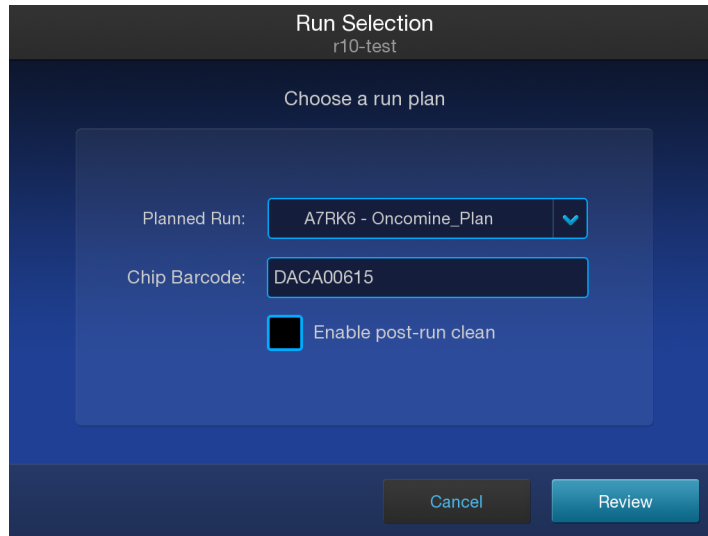 Run Selection
r10-test
Choose a run plan
Planned Run: A7RK6 - Oncomine_Plan
Chip Barcode: DACA00615
Enable post-run clean
Cancel Review